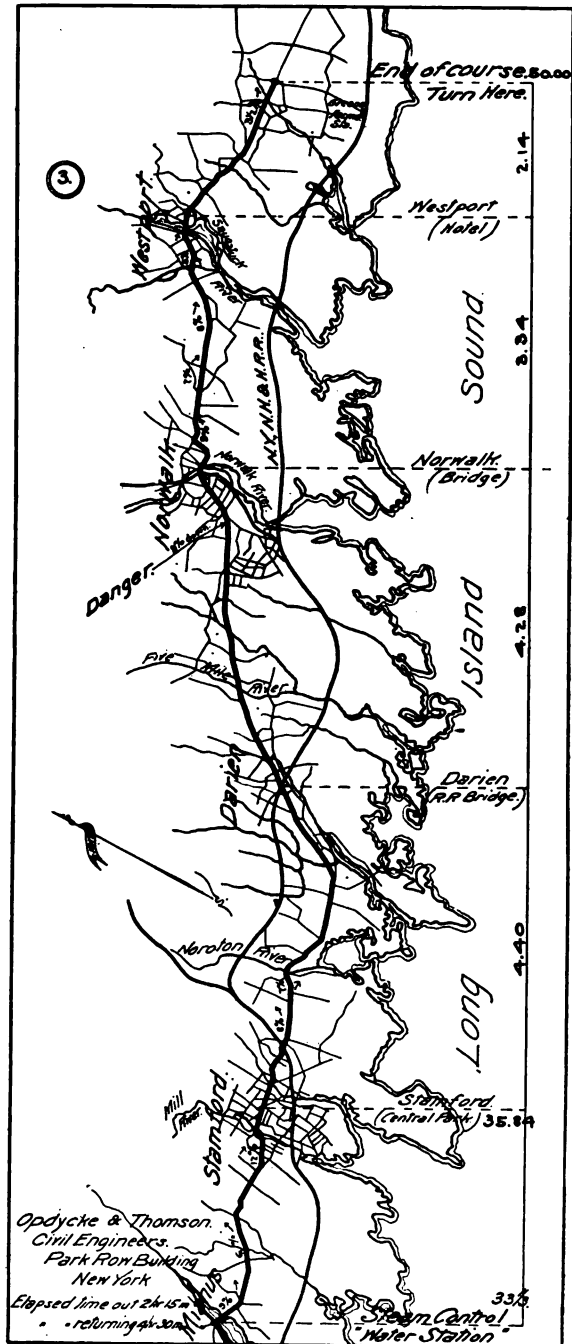 End of course. 50.00
Turn Here.
2.14
3.
Westport.
Westport
(Hotel)
Saugatuck
River
Sound
3.34
N.Y., N.H. & H.R.R.
Norwalk
Norwalk.
(Bridge)
Norwalk River
Danger.
Island
4.28
Five Mile River
Darien
Darien
(R.R Bridge.)
Noroton River
4.40
Long
Stamford.
Stamford.
(Central Park) 35.84
Mill
River.
Opdycke & Thomson.
Civil Engineers.
Park Row Building
New York
Elapsed time out 2hr 15m
" " returning 4hr 30m
Mianus
33 1/3
Steam Control
"Water Station"